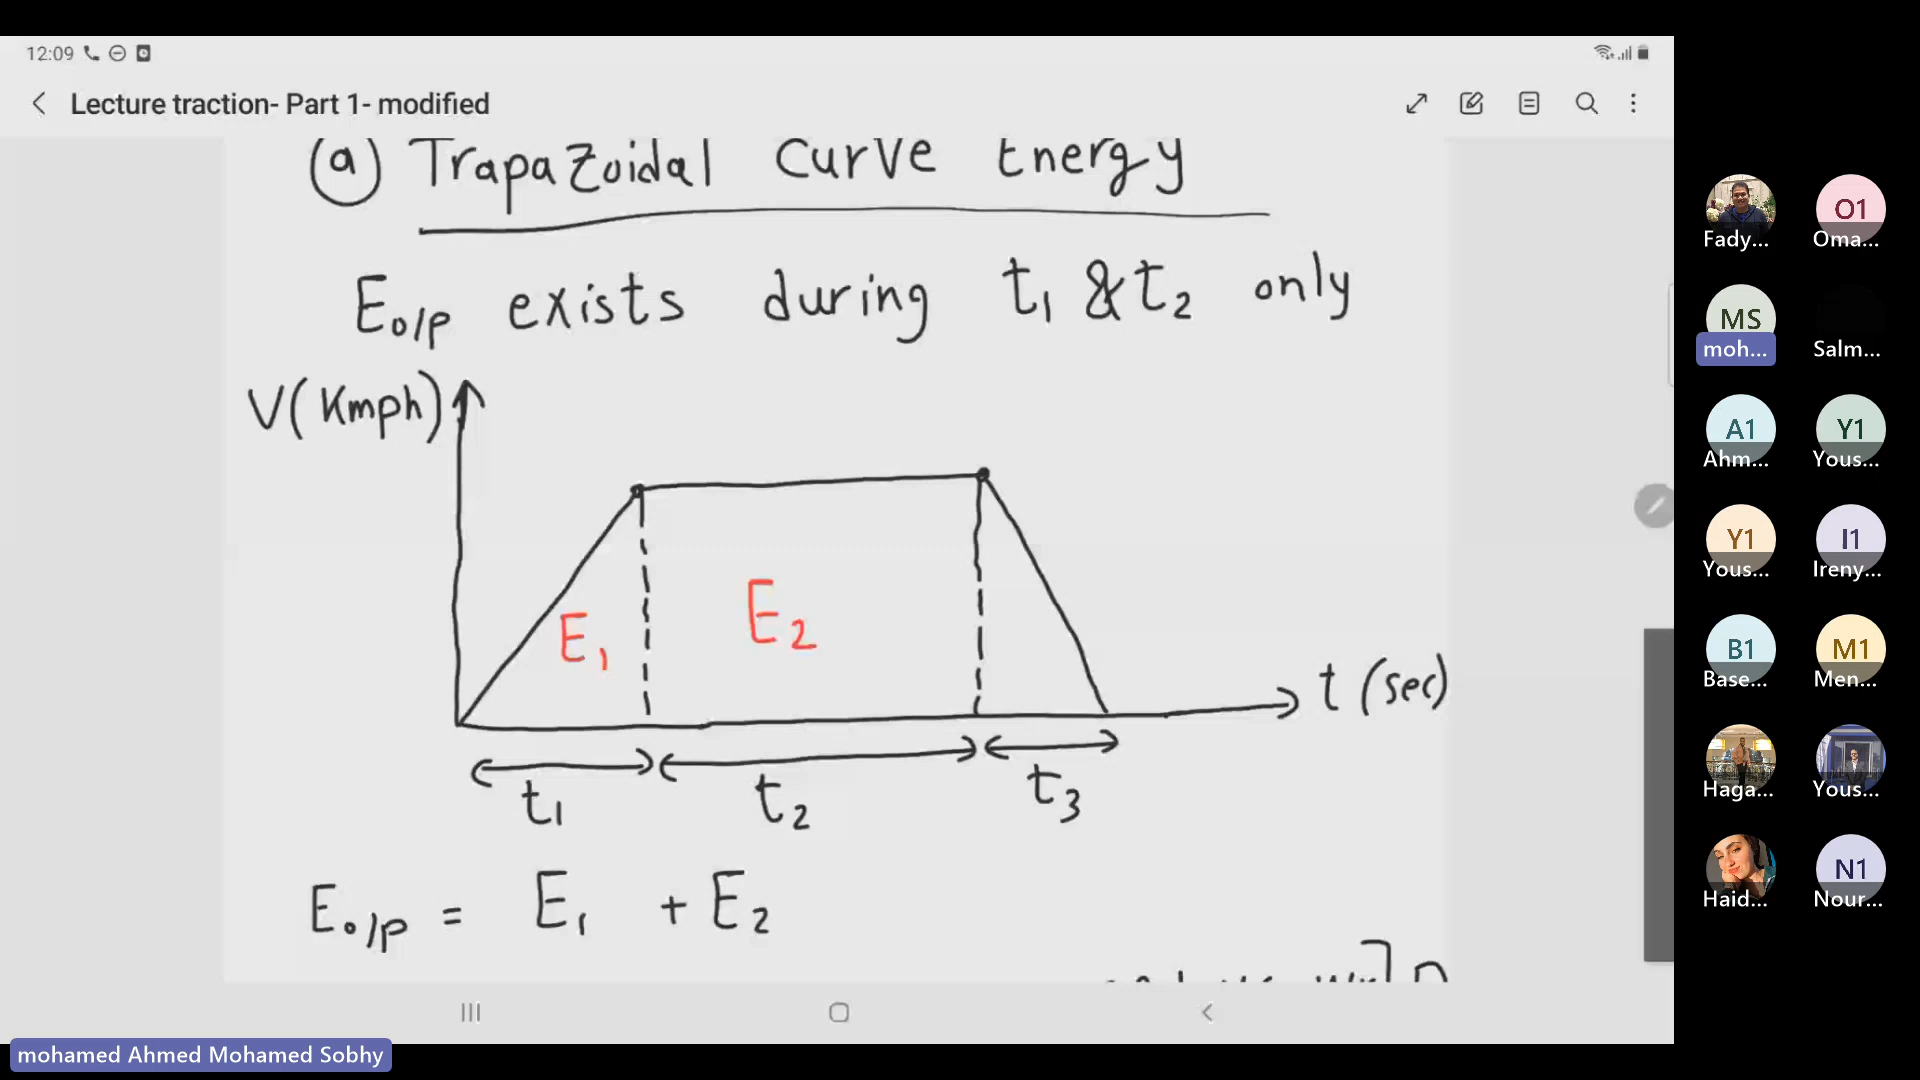 12:09
Lecture traction- Part 1- modified
(a) Trapazoidal Curve Energy
Eo/p exists during t1 & t2 only
V(Kmph)
E1
E2
t (sec)
t1
t2
t3
Eo/p = E1 + E2
Fady...
O1
Oma...
MS
moh...
Salm...
A1
Ahm...
Y1
Yous...
Y1
Yous...
I1
Ireny...
B1
Base...
M1
Men...
Haga...
Yous...
Haid...
N1
Nour...
mohamed Ahmed Mohamed Sobhy